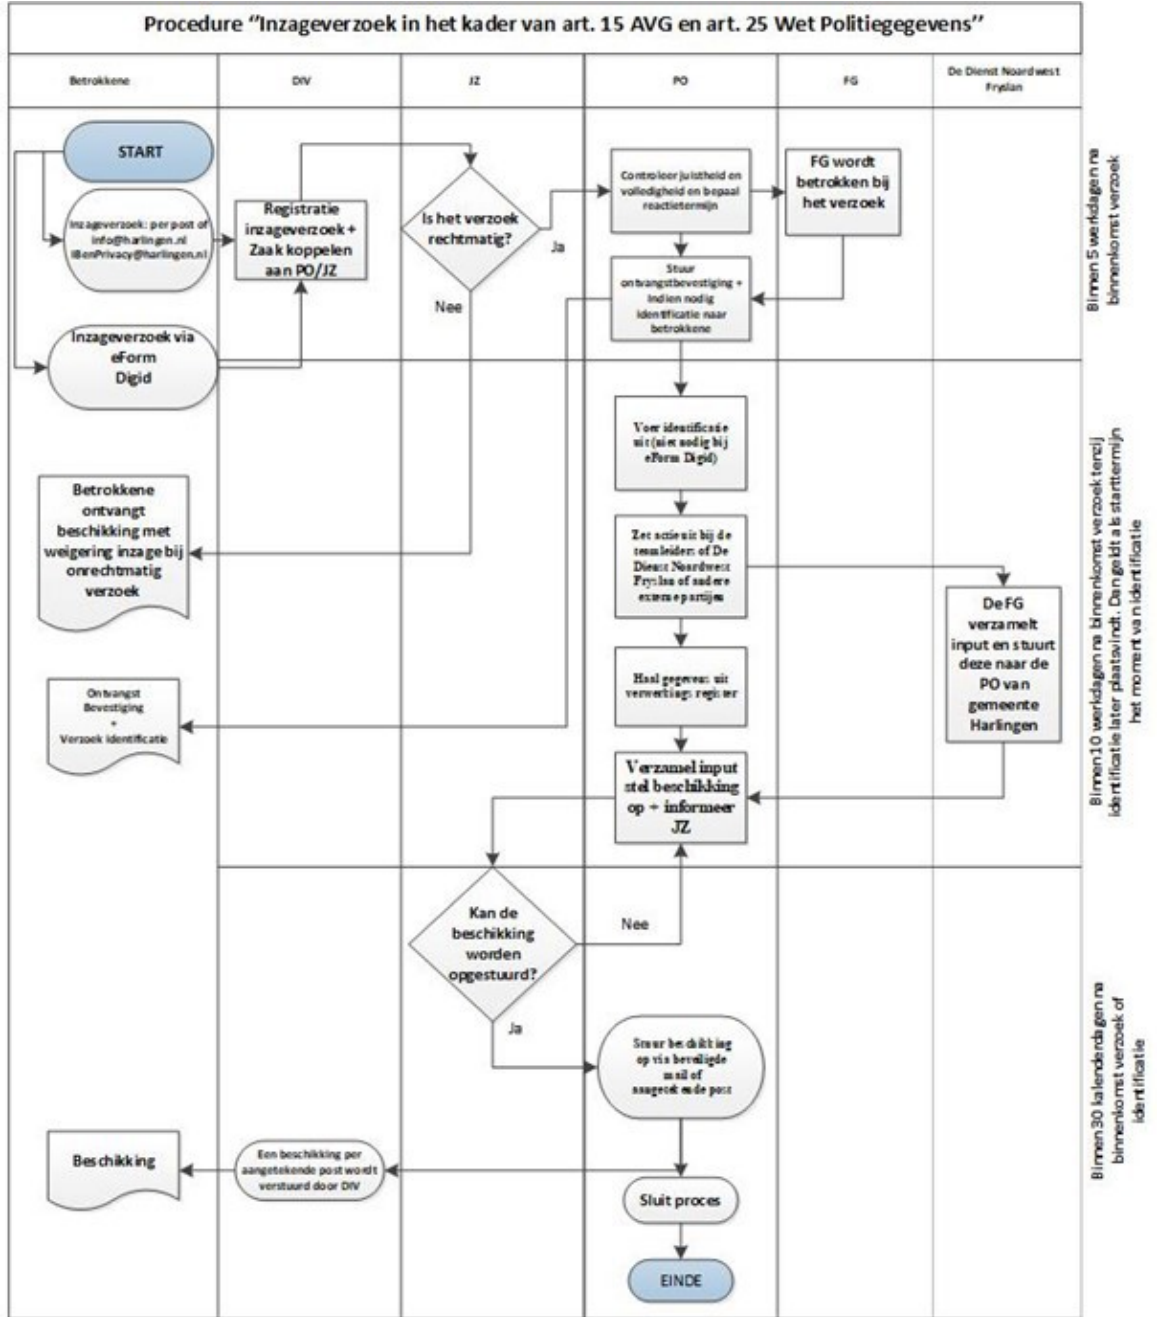 Procedure “Inzageverzoek in het kader van art. 15 AVG en art. 25 Wet Politiegegevens”
Betrokkene
DIV
JZ
PO
FG
De Dienst Noardwest
Fryslan
START
Inzageverzoek: per post of
info@harlingen.nl
IBenPrivacy@harlingen.nl
Inzageverzoek via
eForm
Digid
Registratie
inzageverzoek +
Zaak koppelen
aan PO/JZ
Is het verzoek
rechtmatig?
Ja
Nee
Controleer juistheid en
volledigheid en bepaal
reactietermijn
FG wordt
betrokken bij
het verzoek
Stuur
ontvangstbevestiging +
Indien nodig
identificatie naar
betrokkene
Binnen 5 werkdagen na
binnenkomst verzoek
Voer identificatie
uit (niet nodig bij
eForm Digid)
Betrokkene
ontvangt
beschikking met
weigering inzage bij
onrechtmatig
verzoek
Zet actie uit bij de
teamleiders of De
Dienst Noardwest
Fryslan of andere
externe partijen
De FG
verzamelt
input en stuurt
deze naar de
PO van
gemeente
Harlingen
Haal gegevens uit
verwerkings register
Ontvangst
Bevestiging
+
Verzoek identificatie
Verzamel input
stel beschikking
op + informeer
JZ
Binnen 10 werkdagen na binnenkomst verzoek tenzij
identificatie later plaatsvindt. Dan geldt als starttermijn
het moment van identificatie
Kan de
beschikking
worden
opgestuurd?
Nee
Ja
Stuur beschikking
op via beveiligde
mail of
aangetekende post
Beschikking
Een beschikking per
aangetekende post wordt
verstuurd door DIV
Sluit proces
EINDE
Binnen 30 kalenderdagen na
binnenkomst verzoek of
identificatie